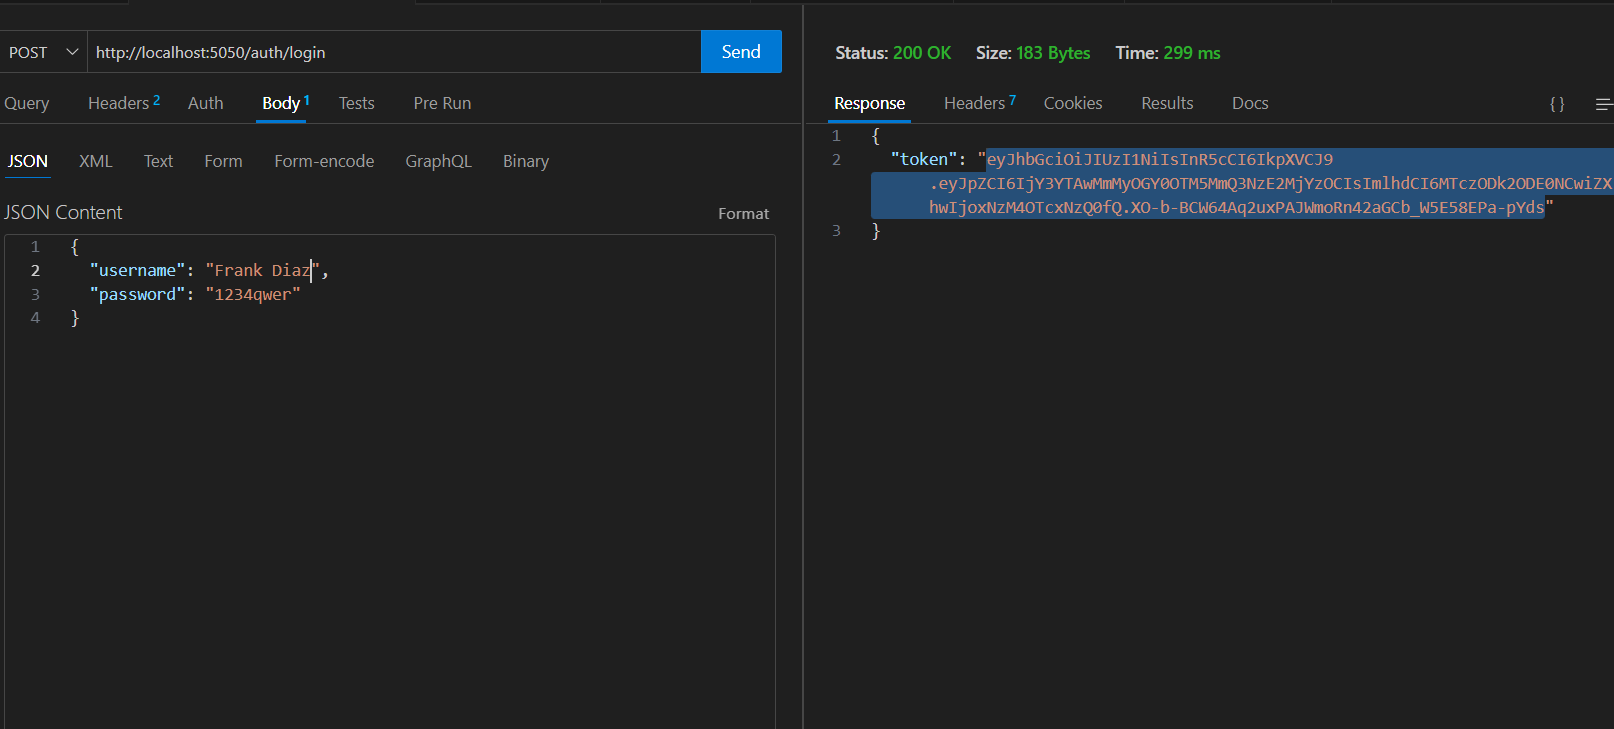 POST http://localhost:5050/auth/login Send
Query Headers 2 Auth Body 1 Tests Pre Run
JSON XML Text Form Form-encode GraphQL Binary
JSON Content Format
1 {
2 "username": "Frank Diaz",
3 "password": "1234qwer"
4 }
Status: 200 OK Size: 183 Bytes Time: 299 ms
Response Headers 7 Cookies Results Docs { }
1 {
2 "token": "eyJhbGciOiJIUzI1NiIsInR5cCI6IkpXVCJ9
.eyJpZCI6IjY3YTAwMmMyOGY0OTM5MmQ3NzE2MjYzOCIsImlhdCI6MTczODk2ODE0NCwiZX
hwIjoxNzM4OTcxNzQ0fQ.XO-b-BCW64Aq2uxPAJWmoRn42aGCb_W5E58EPa-pYds"
3 }